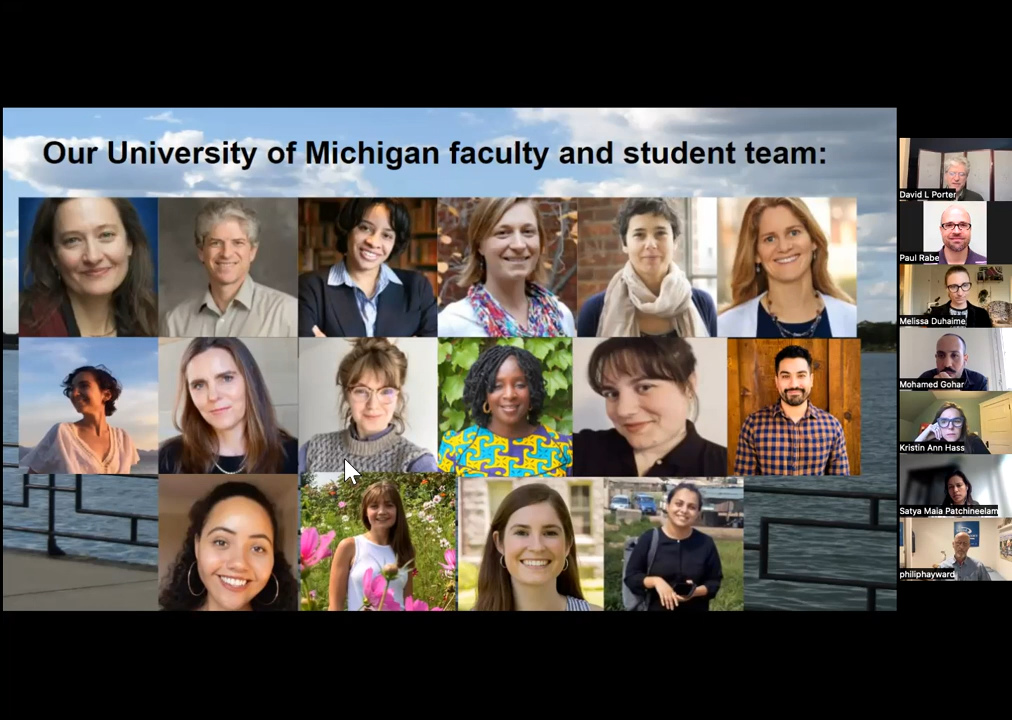 Our University of Michigan faculty and student team:
David L Porter
Paul Rabe
Melissa Duhaime
Mohamed Gohar
Kristin Ann Hass
Satya Maia Patchineelam
philiphayward